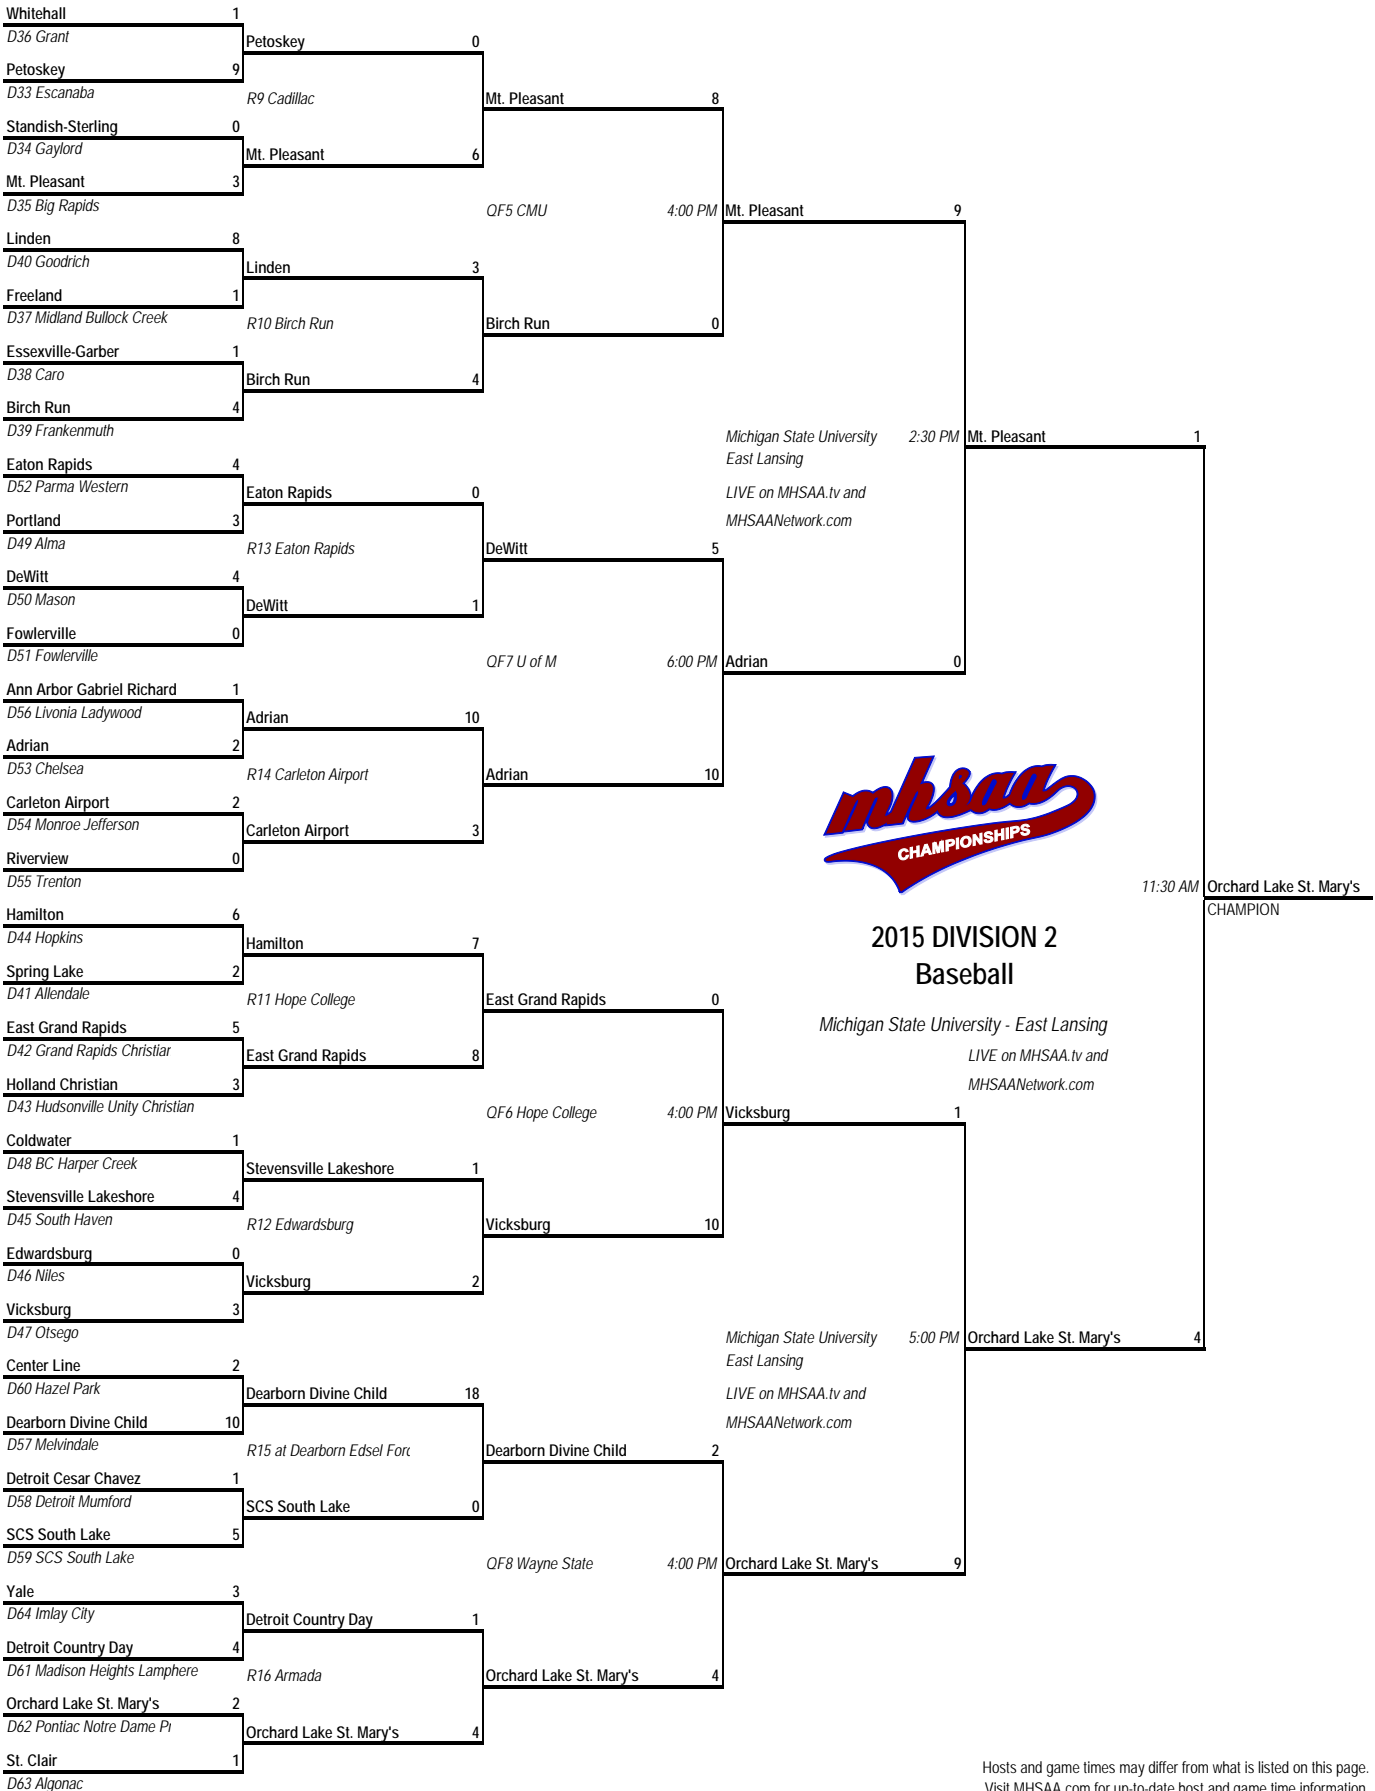 Whitehall 1
D36 Grant
Petoskey 0
Petoskey 9
D33 Escanaba
R9 Cadillac
Mt. Pleasant 8
Standish-Sterling 0
D34 Gaylord
Mt. Pleasant 6
Mt. Pleasant 3
D35 Big Rapids
QF5 CMU 4:00 PM Mt. Pleasant 9
Linden 8
D40 Goodrich
Linden 3
Freeland 1
D37 Midland Bullock Creek
R10 Birch Run
Birch Run 0
Essexville-Garber 1
D38 Caro
Birch Run 4
Birch Run 4
D39 Frankenmuth
Michigan State University 2:30 PM Mt. Pleasant 1
East Lansing
Eaton Rapids 4
D52 Parma Western
Eaton Rapids 0
LIVE on MHSAA.tv and
MHSAANetwork.com
Portland 3
D49 Alma
R13 Eaton Rapids
DeWitt 5
DeWitt 4
D50 Mason
DeWitt 1
Fowlerville 0
D51 Fowlerville
QF7 U of M 6:00 PM Adrian 0
Ann Arbor Gabriel Richard 1
D56 Livonia Ladywood
Adrian 10
Adrian 2
D53 Chelsea
R14 Carleton Airport
Adrian 10
Carleton Airport 2
D54 Monroe Jefferson
Carleton Airport 3
Riverview 0
D55 Trenton
mhsaa
CHAMPIONSHIPS
11:30 AM Orchard Lake St. Mary's
CHAMPION
Hamilton 6
D44 Hopkins
Hamilton 7
2015 DIVISION 2
Baseball
Spring Lake 2
D41 Allendale
R11 Hope College
East Grand Rapids 0
Michigan State University - East Lansing
LIVE on MHSAA.tv and
MHSAANetwork.com
East Grand Rapids 5
D42 Grand Rapids Christiar
East Grand Rapids 8
Holland Christian 3
D43 Hudsonville Unity Christian
QF6 Hope College 4:00 PM Vicksburg 1
Coldwater 1
D48 BC Harper Creek
Stevensville Lakeshore 1
Stevensville Lakeshore 4
D45 South Haven
R12 Edwardsburg
Vicksburg 10
Edwardsburg 0
D46 Niles
Vicksburg 2
Vicksburg 3
D47 Otsego
Michigan State University 5:00 PM Orchard Lake St. Mary's 4
East Lansing
Center Line 2
D60 Hazel Park
Dearborn Divine Child 18
LIVE on MHSAA.tv and
MHSAANetwork.com
Dearborn Divine Child 10
D57 Melvindale
R15 at Dearborn Edsel Ford
Dearborn Divine Child 2
Detroit Cesar Chavez 1
D58 Detroit Mumford
SCS South Lake 0
SCS South Lake 5
D59 SCS South Lake
QF8 Wayne State 4:00 PM Orchard Lake St. Mary's 9
Yale 3
D64 Imlay City
Detroit Country Day 1
Detroit Country Day 4
D61 Madison Heights Lamphere
R16 Armada
Orchard Lake St. Mary's 4
Orchard Lake St. Mary's 2
D62 Pontiac Notre Dame Pr
Orchard Lake St. Mary's 4
St. Clair 1
D63 Algonac
Hosts and game times may differ from what is listed on this page.
Visit MHSAA.com for up-to-date host and game time information.